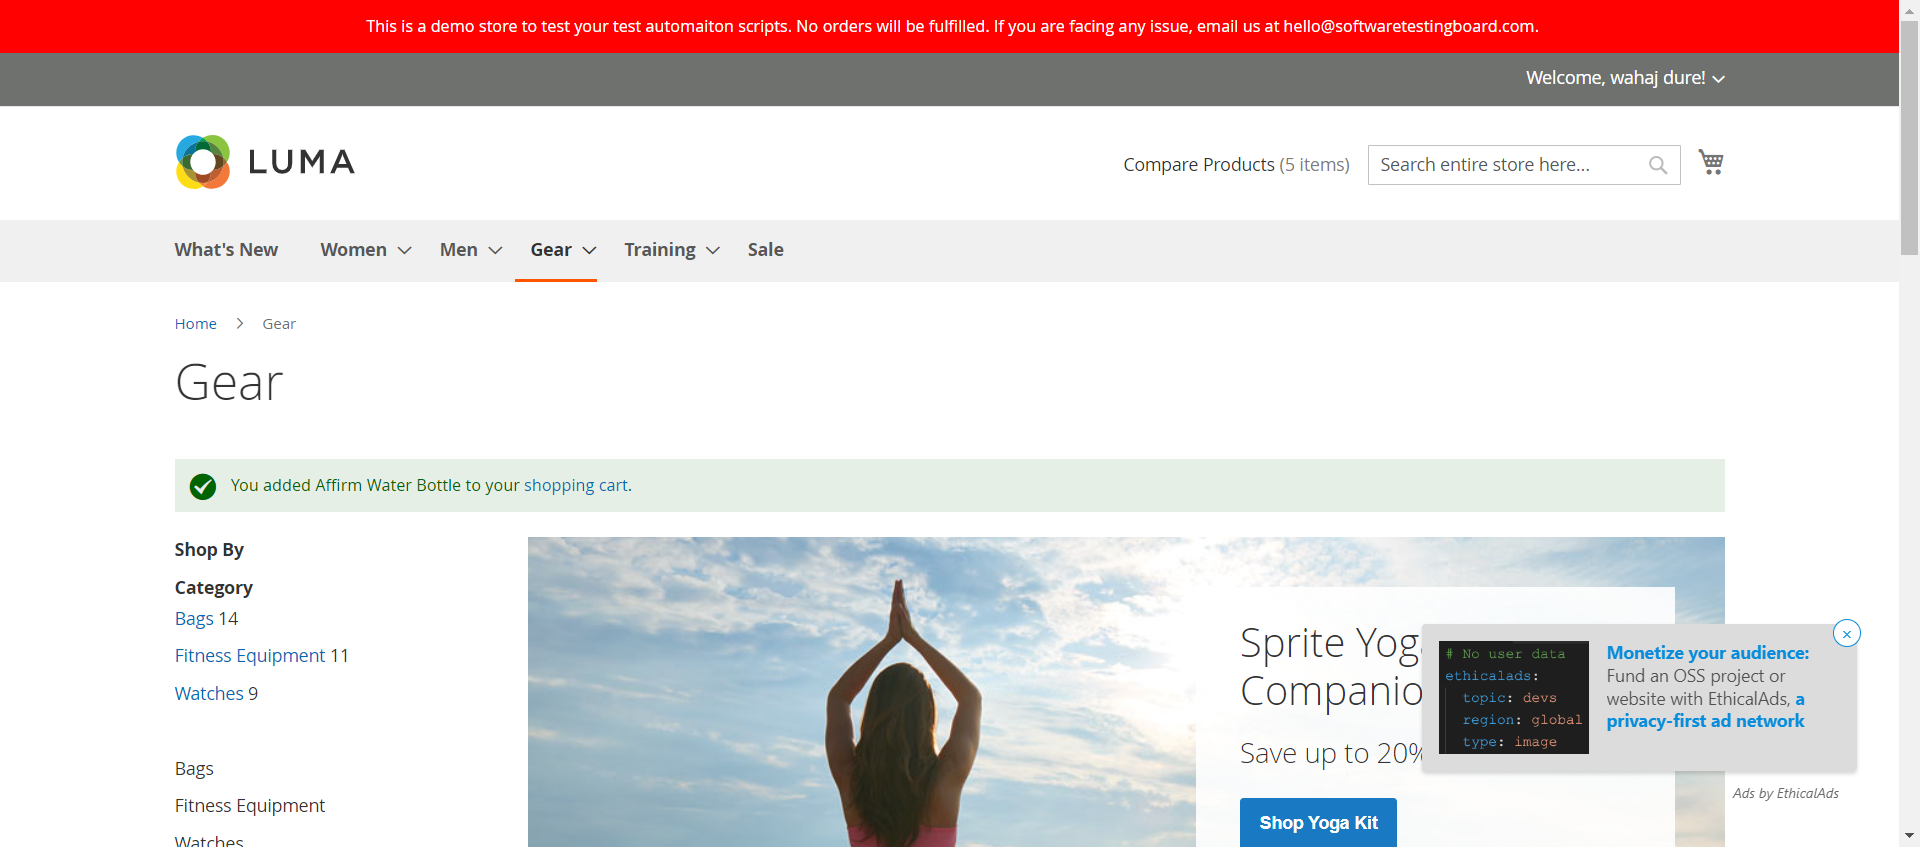 This is a demo store to test your test automaiton scripts. No orders will be fulfilled. If you are facing any issue, email us at hello@softwaretestingboard.com.
Welcome, wahaj dure!
LUMA
Compare Products (5 items)
Search entire store here...
What's New
Women
Men
Gear
Training
Sale
Home
Gear
Gear
You added Affirm Water Bottle to your shopping cart.
Shop By
Category
Bags 14
Fitness Equipment 11
Watches 9
Bags
Fitness Equipment
Watches
Sprite Yog
Companio
Save up to 20%
Shop Yoga Kit
# No user data
ethicalads:
topic: devs
region: global
type: image
Monetize your audience:
Fund an OSS project or
website with EthicalAds, a
privacy-first ad network
Ads by EthicalAds